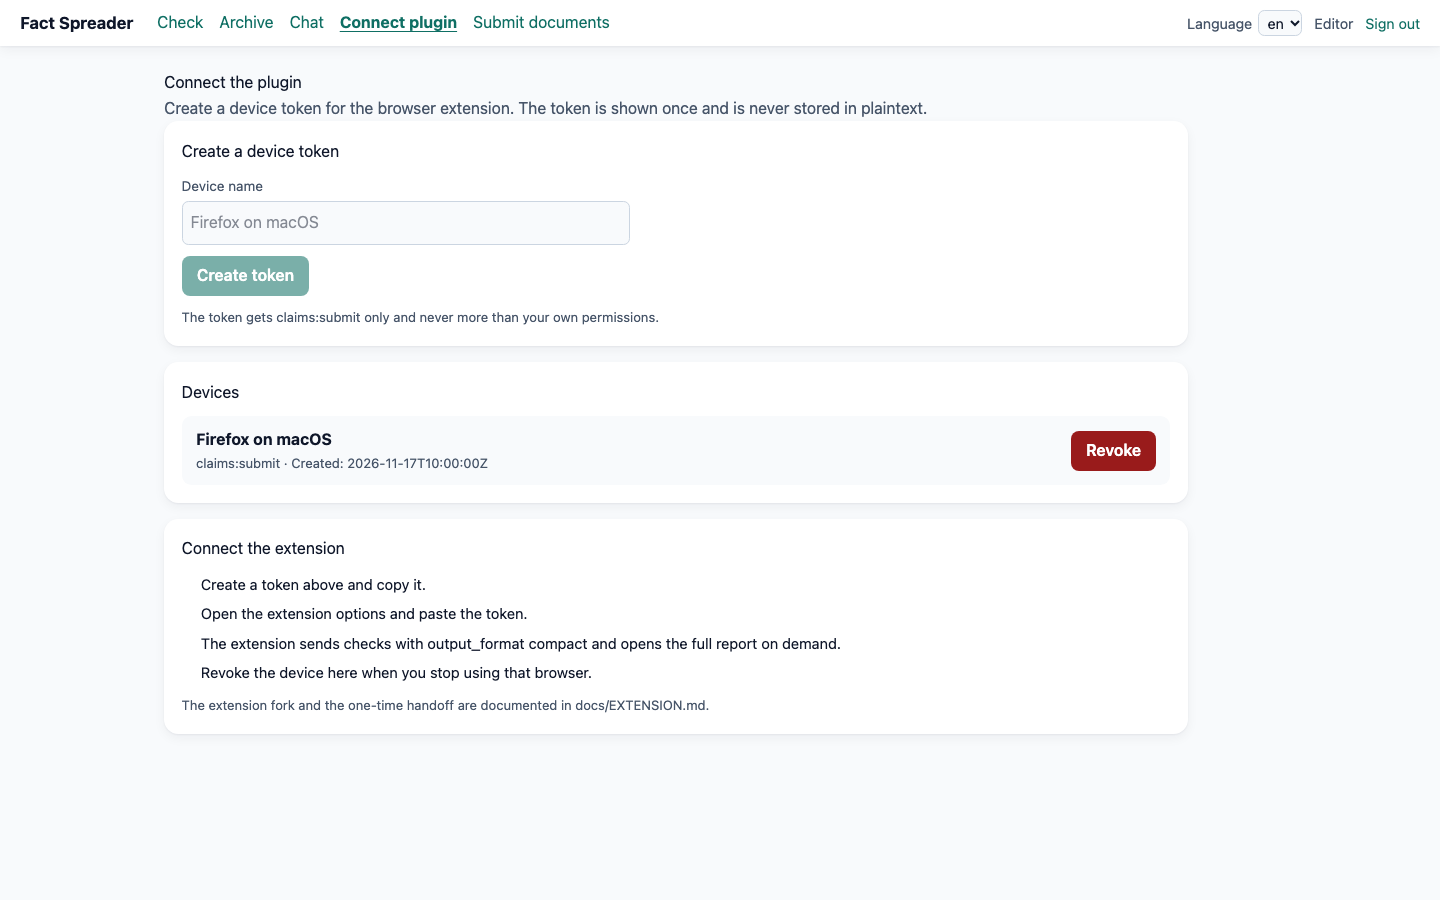 Fact Spreader Check Archive Chat Connect plugin Submit documents Language en Editor Sign out
Connect the plugin
Create a device token for the browser extension. The token is shown once and is never stored in plaintext.
Create a device token
Device name
Firefox on macOS
Create token
The token gets claims:submit only and never more than your own permissions.
Devices
Firefox on macOS
claims:submit · Created: 2026-11-17T10:00:00Z
Revoke
Connect the extension
Create a token above and copy it.
Open the extension options and paste the token.
The extension sends checks with output_format compact and opens the full report on demand.
Revoke the device here when you stop using that browser.
The extension fork and the one-time handoff are documented in docs/EXTENSION.md.